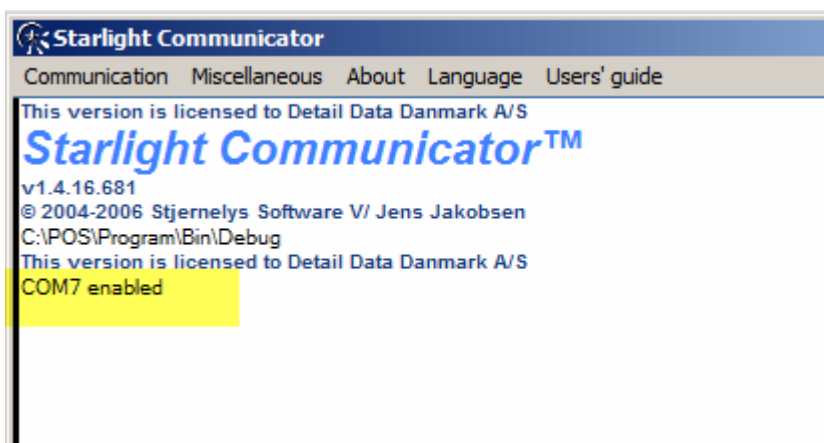 Starlight Communicator
Communication Miscellaneous About Language Users' guide
This version is licensed to Detail Data Danmark A/S
Starlight Communicator™
v1.4.16.681
© 2004-2006 Stjernelys Software V/ Jens Jakobsen
C:\POS\Program\Bin\Debug
This version is licensed to Detail Data Danmark A/S
COM7 enabled